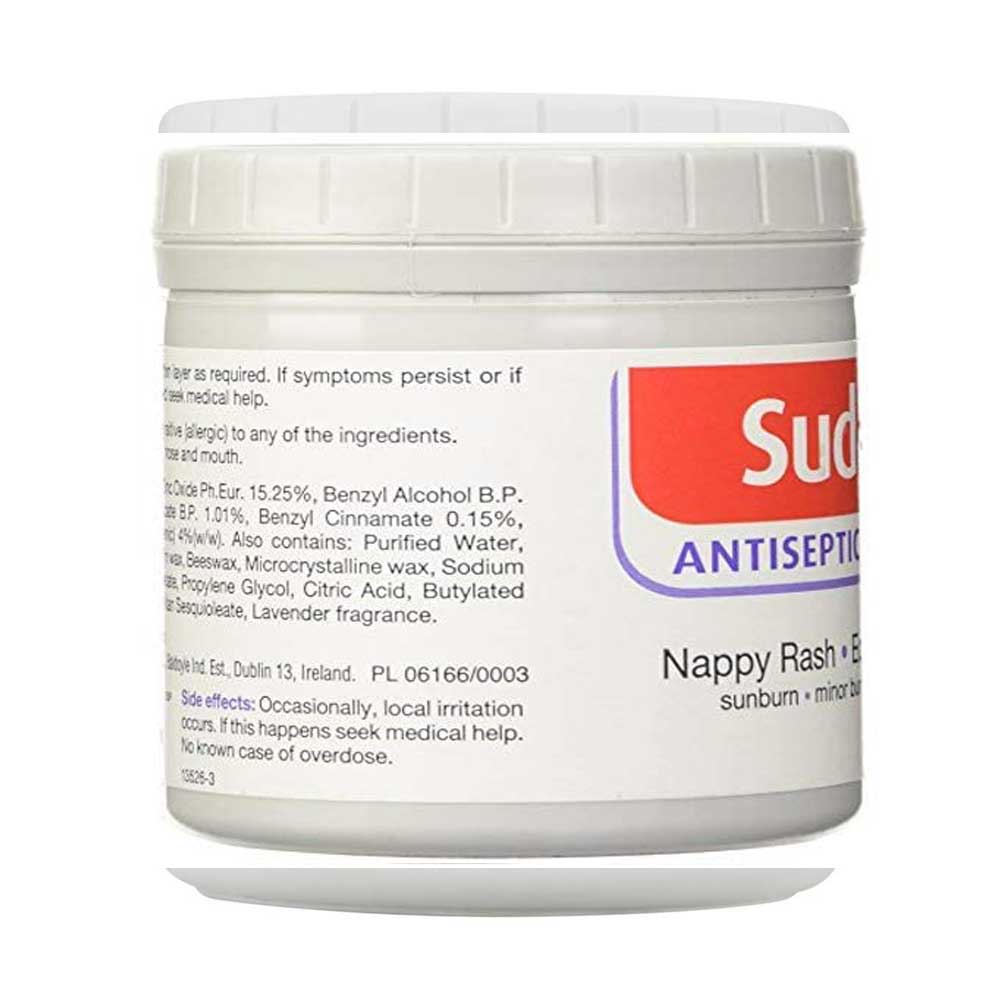 layer as required. If symptoms persist or if
seek medical help.
(allergic) to any of the ingredients.
and mouth.
Oxide Ph.Eur. 15.25%, Benzyl Alcohol B.P.
B.P. 1.01%, Benzyl Cinnamate 0.15%,
4%(w/w). Also contains: Purified Water,
wax, Beeswax, Microcrystalline wax, Sodium
Propylene Glycol, Citric Acid, Butylated
Sesquioleate, Lavender fragrance.
Ind. Est., Dublin 13, Ireland. PL 06166/0003
Side effects: Occasionally, local irritation
occurs. If this happens seek medical help.
No known case of overdose.
13526-3
Sud
ANTISEPTIC
Nappy Rash •
sunburn • minor